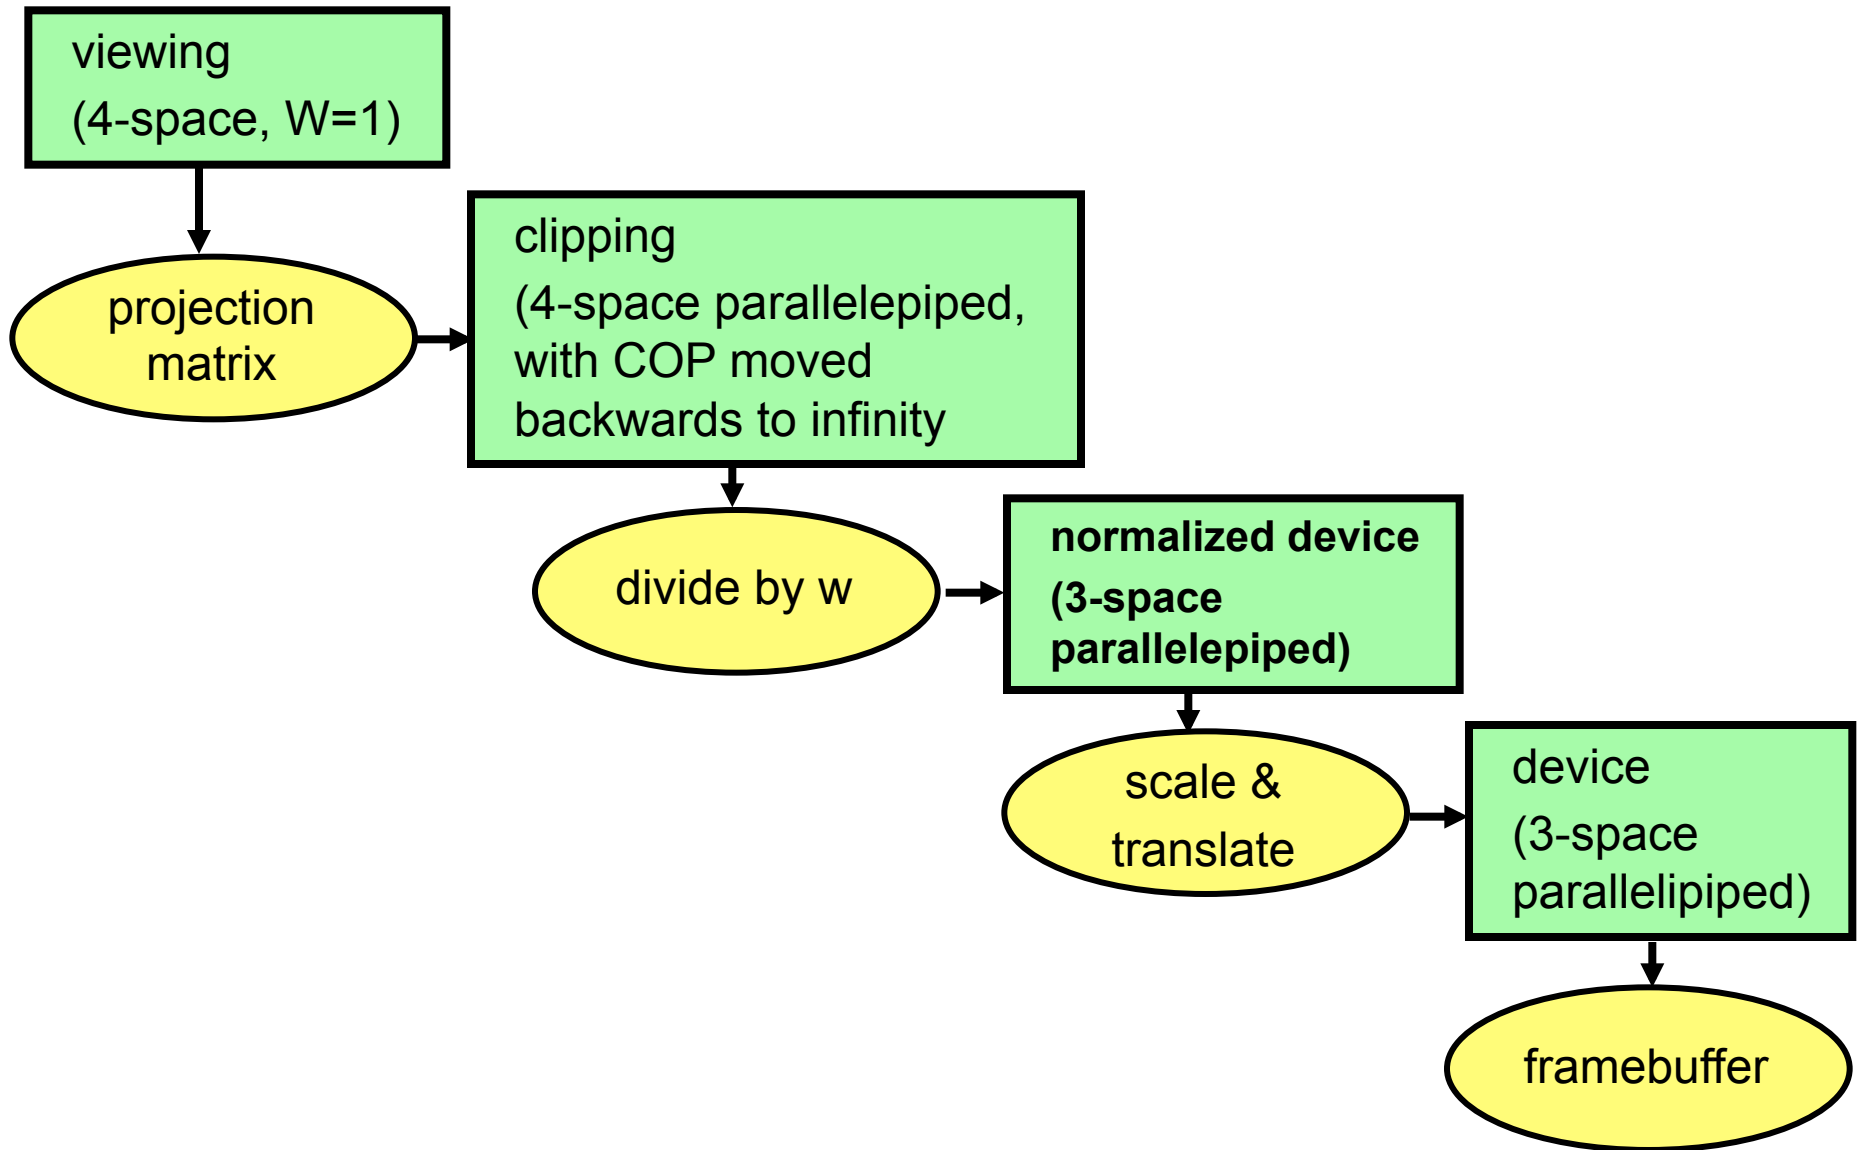 viewing
(4-space, W=1)
projection
matrix
clipping
(4-space parallelepiped,
with COP moved
backwards to infinity
divide by w
normalized device
(3-space
parallelepiped)
scale &
translate
device
(3-space
parallelipiped)
framebuffer